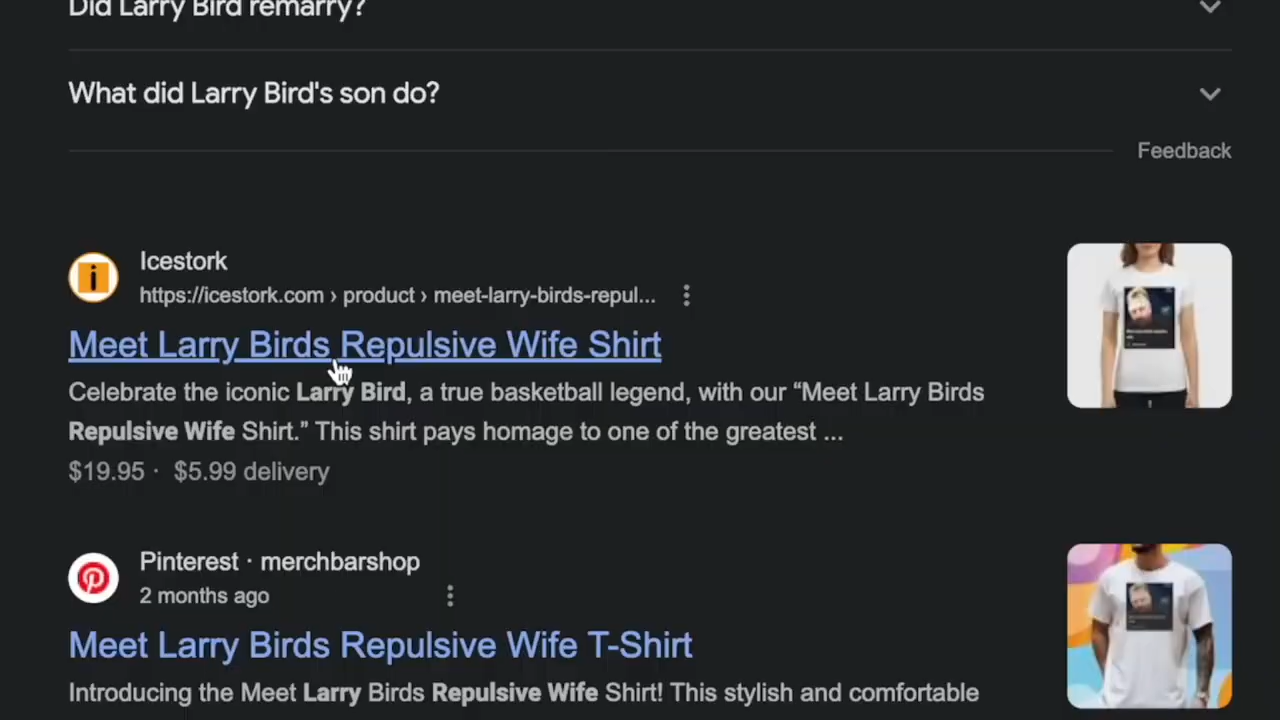 Did Larry Bird remarry?
What did Larry Bird's son do?
Feedback
Icestork
https://icestork.com › product › meet-larry-birds-repul...
Meet Larry Birds Repulsive Wife Shirt
Celebrate the iconic Larry Bird, a true basketball legend, with our “Meet Larry Birds
Repulsive Wife Shirt.” This shirt pays homage to one of the greatest ...
$19.95 · $5.99 delivery
Pinterest · merchbarshop
2 months ago
Meet Larry Birds Repulsive Wife T-Shirt
Introducing the Meet Larry Birds Repulsive Wife Shirt! This stylish and comfortable